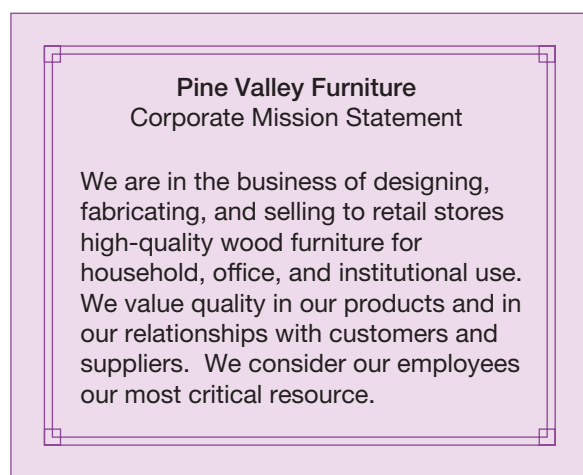 Pine Valley Furniture
Corporate Mission Statement
We are in the business of designing,
fabricating, and selling to retail stores
high-quality wood furniture for
household, office, and institutional use.
We value quality in our products and in
our relationships with customers and
suppliers.  We consider our employees
our most critical resource.